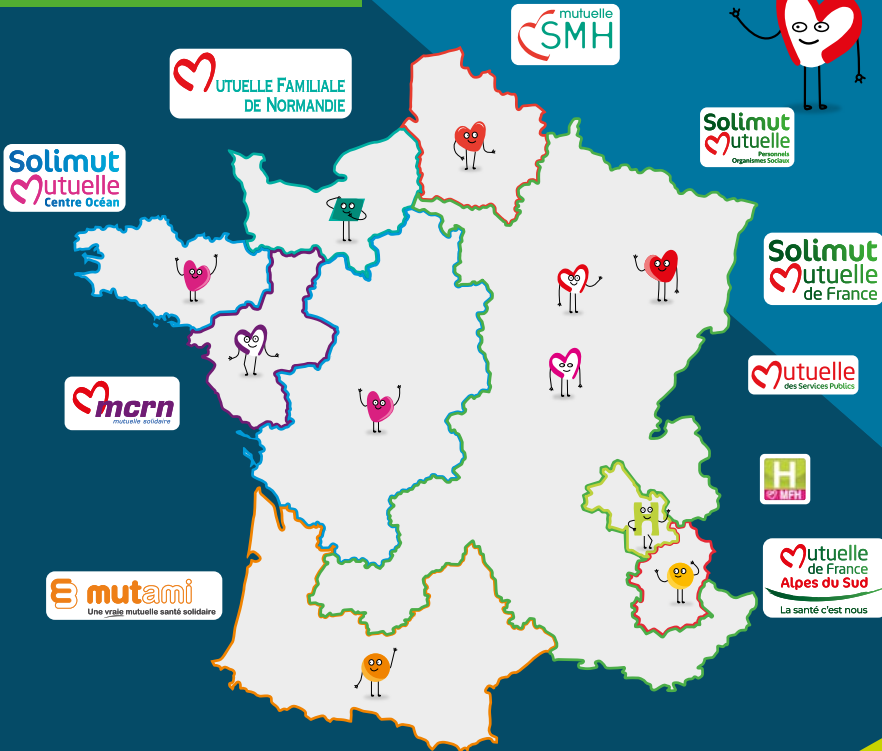 mutuelle
SMH
MUTUELLE FAMILIALE
DE NORMANDIE
Solimut
Mutuelle
Personnels
Organismes Sociaux
Solimut
Mutuelle
Centre Océan
Solimut
Mutuelle
de France
Mutuelle
des Services Publics
mcrn
mutuelle solidaire
H
MFH
H
Mutuelle
de France
Alpes du Sud
La santé c'est nous
mutami
Une vraie mutuelle santé solidaire